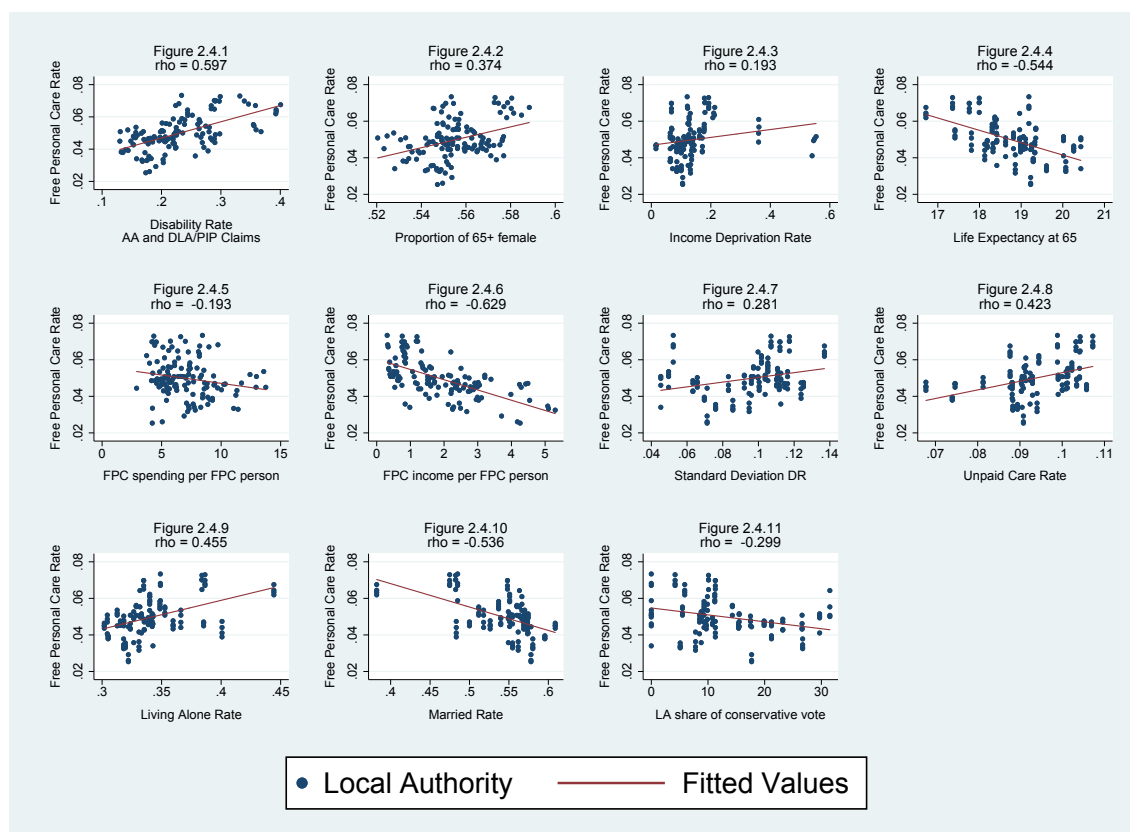 Figure 2.4.1
rho = 0.597
Free Personal Care Rate
.02 .04 .06 .08
.1 .2 .3 .4
Disability Rate
AA and DLA/PIP Claims
Figure 2.4.2
rho = 0.374
Free Personal Care Rate
.02 .04 .06 .08
.52 .54 .56 .58 .6
Proportion of 65+ female
Figure 2.4.3
rho = 0.193
Free Personal Care Rate
.02 .04 .06 .08
0 .2 .4 .6
Income Deprivation Rate
Figure 2.4.4
rho = -0.544
Free Personal Care Rate
.02 .04 .06 .08
17 18 19 20 21
Life Expectancy at 65
Figure 2.4.5
rho = -0.193
Free Personal Care Rate
.02 .04 .06 .08
0 5 10 15
FPC spending per FPC person
Figure 2.4.6
rho = -0.629
Free Personal Care Rate
.02 .04 .06 .08
0 1 2 3 4 5
FPC income per FPC person
Figure 2.4.7
rho = 0.281
Free Personal Care Rate
.02 .04 .06 .08
.04 .06 .08 .1 .12 .14
Standard Deviation DR
Figure 2.4.8
rho = 0.423
Free Personal Care Rate
.02 .04 .06 .08
.07 .08 .09 .1 .11
Unpaid Care Rate
Figure 2.4.9
rho = 0.455
Free Personal Care Rate
.02 .04 .06 .08
.3 .35 .4 .45
Living Alone Rate
Figure 2.4.10
rho = -0.536
Free Personal Care Rate
.02 .04 .06 .08
.4 .45 .5 .55 .6
Married Rate
Figure 2.4.11
rho = -0.299
Free Personal Care Rate
.02 .04 .06 .08
0 10 20 30
LA share of conservative vote
Local Authority Fitted Values